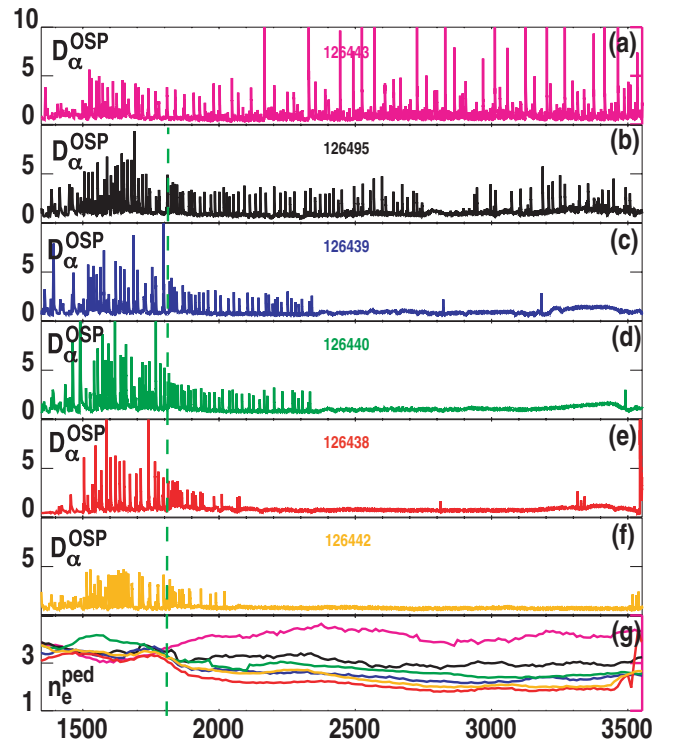 10
D_α^OSP 126443 (a)
5
0
D_α^OSP 126495 (b)
5
0
D_α^OSP 126439 (c)
5
0
D_α^OSP 126440 (d)
5
0
D_α^OSP 126438 (e)
5
0
D_α^OSP 126442 (f)
5
0
(g)
3
n_e^ped
1
1500 2000 2500 3000 3500